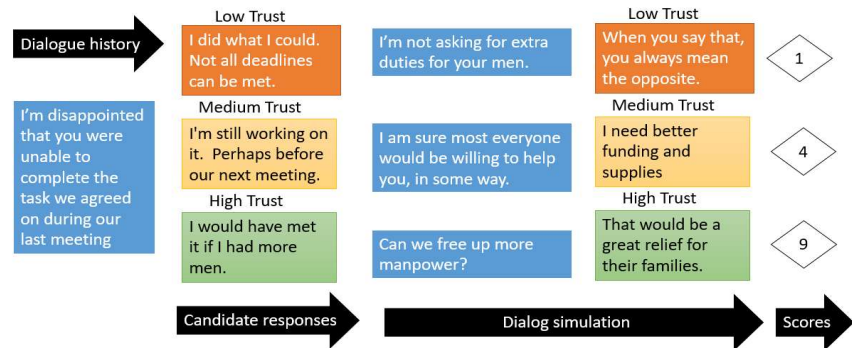 Low Trust
Low Trust
Dialogue history
I did what I could.
Not all deadlines
can be met.
I’m not asking for extra
duties for your men.
When you say that,
you always mean
the opposite.
1
I’m disappointed
that you were
unable to
complete the
task we agreed
on during our
last meeting
Medium Trust
I'm still working on
it.  Perhaps before
our next meeting.
I am sure most everyone
would be willing to help
you, in some way.
Medium Trust
I need better
funding and
supplies
4
High Trust
I would have met
it if I had more
men.
Can we free up more
manpower?
High Trust
That would be a
great relief for
their families.
9
Candidate responses
Dialog simulation
Scores